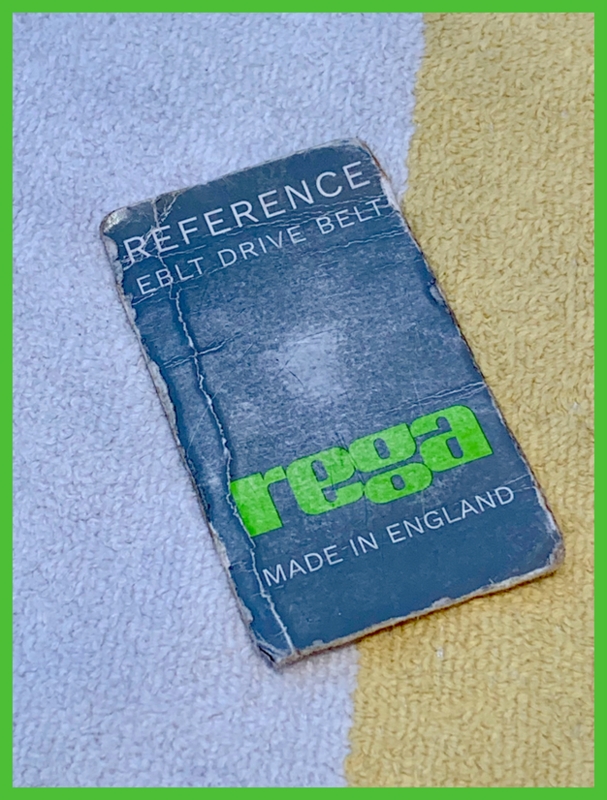 REFERENCE
EBLT DRIVE BELT
rega
MADE IN ENGLAND